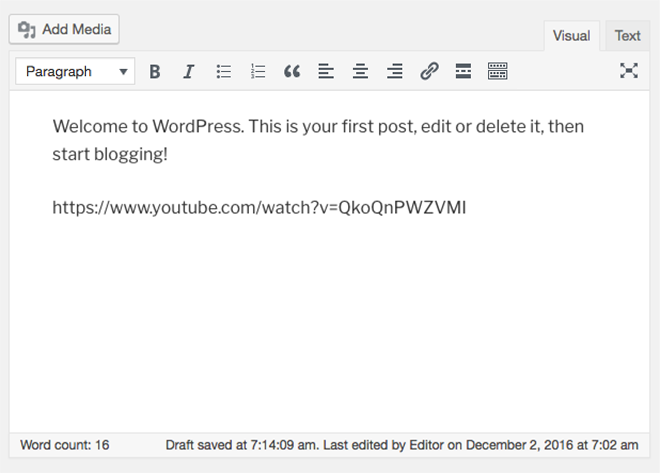 Add Media
Visual
Text
Paragraph
B
I
Welcome to WordPress. This is your first post, edit or delete it, then
start blogging!
https://www.youtube.com/watch?v=QkoQnPWZVMI
Word count: 16
Draft saved at 7:14:09 am. Last edited by Editor on December 2, 2016 at 7:02 am